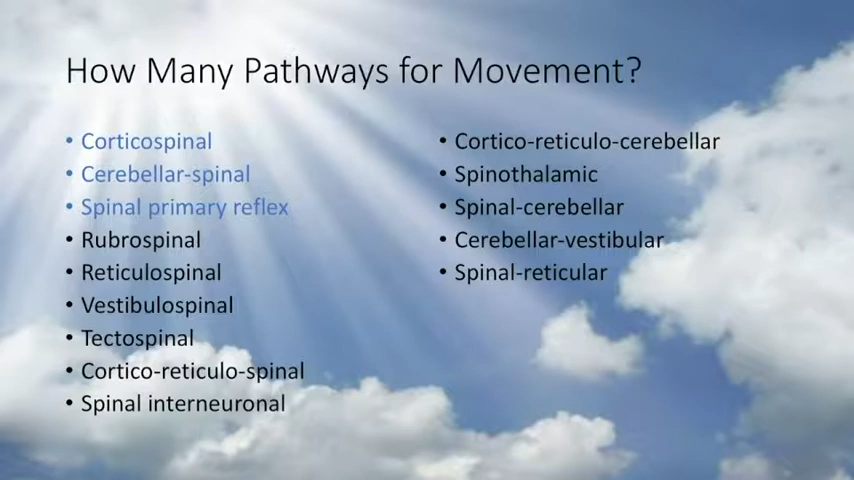 How Many Pathways for Movement?
• Corticospinal
• Cerebellar-spinal
• Spinal primary reflex
• Rubrospinal
• Reticulospinal
• Vestibulospinal
• Tectospinal
• Cortico-reticulo-spinal
• Spinal interneuronal
• Cortico-reticulo-cerebellar
• Spinothalamic
• Spinal-cerebellar
• Cerebellar-vestibular
• Spinal-reticular